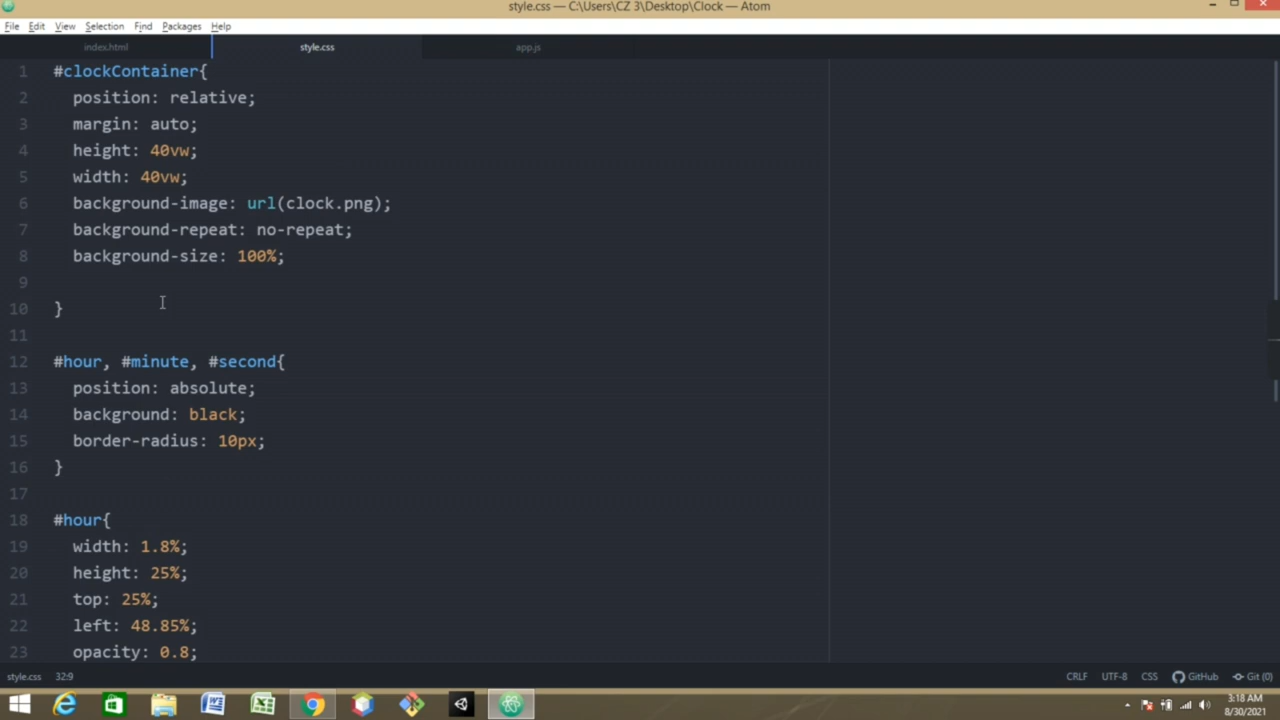 style.css — C:\Users\CZ 3\Desktop\Clock — Atom
File Edit View Selection Find Packages Help
index.html style.css app.js
1 #clockContainer{
2 position: relative;
3 margin: auto;
4 height: 40vw;
5 width: 40vw;
6 background-image: url(clock.png);
7 background-repeat: no-repeat;
8 background-size: 100%;
9
10 }
11
12 #hour, #minute, #second{
13 position: absolute;
14 background: black;
15 border-radius: 10px;
16 }
17
18 #hour{
19 width: 1.8%;
20 height: 25%;
21 top: 25%;
22 left: 48.85%;
23 opacity: 0.8;
style.css 32:9 CRLF UTF-8 CSS GitHub Git (0)
3:18 AM
8/30/2021